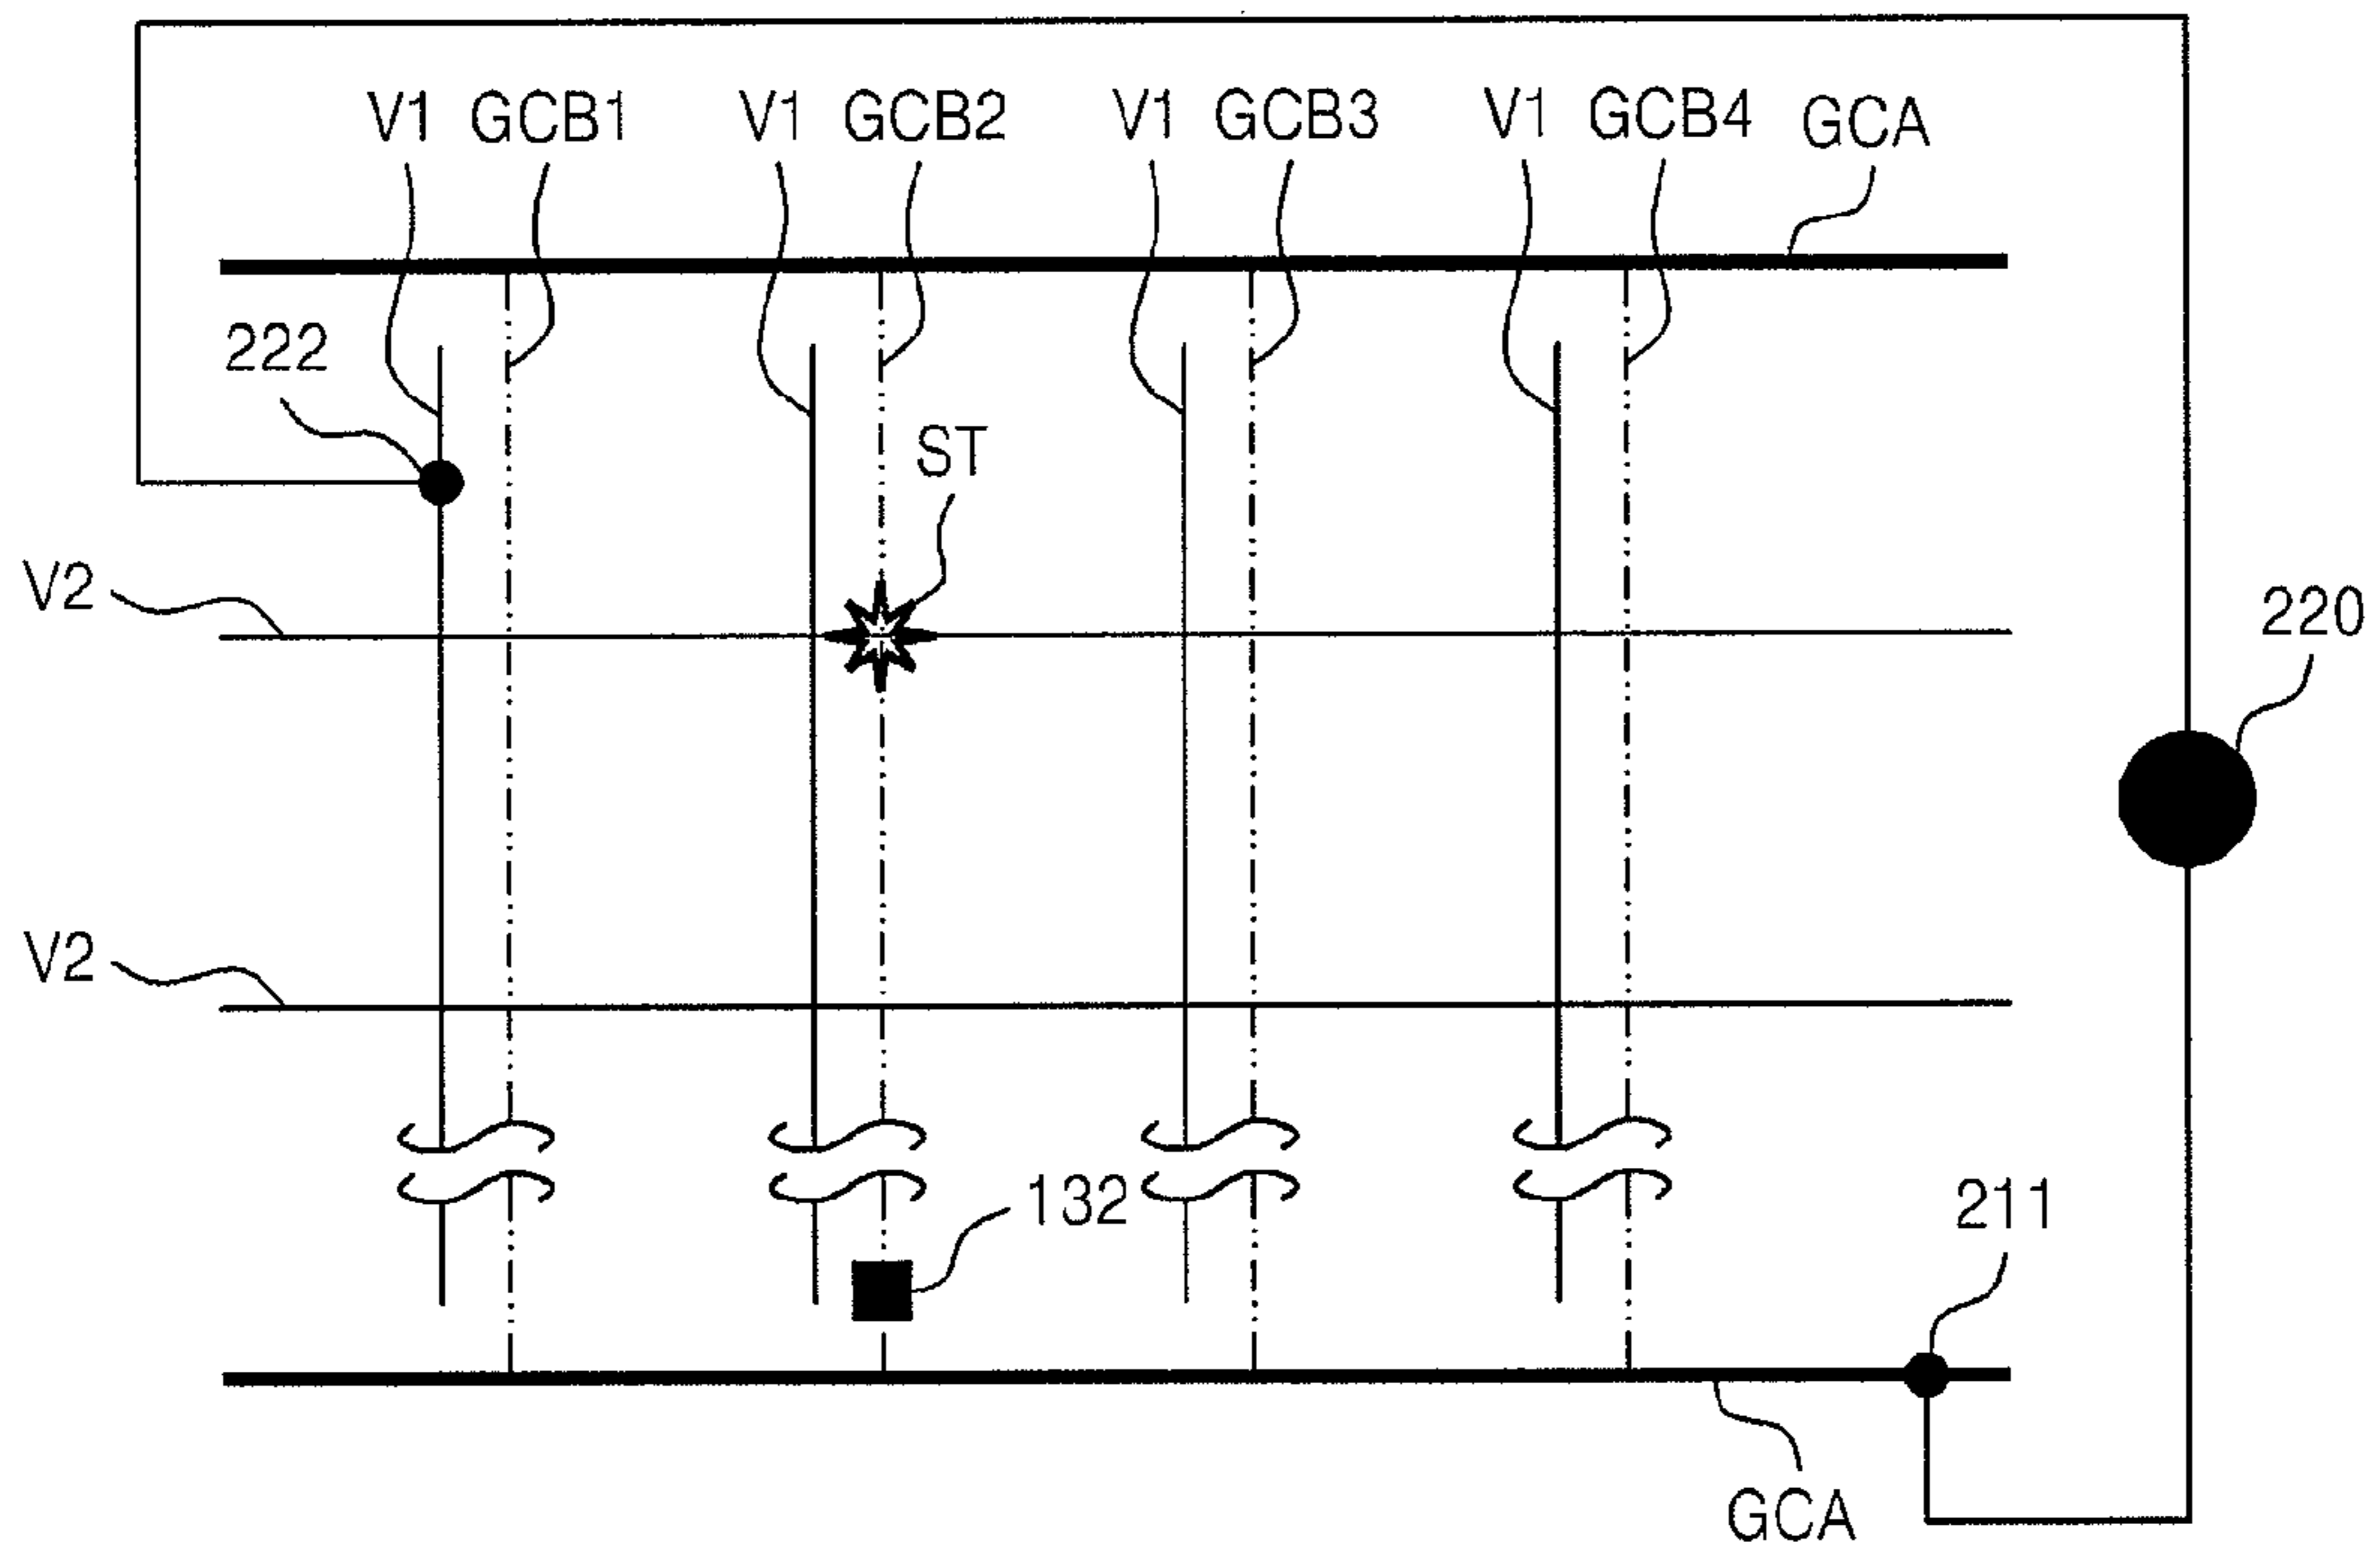 V1 GCB1 V1 GCB2 V1 GCB3 V1 GCB4 GCA
222
ST
V2
220
V2
132
211
GCA